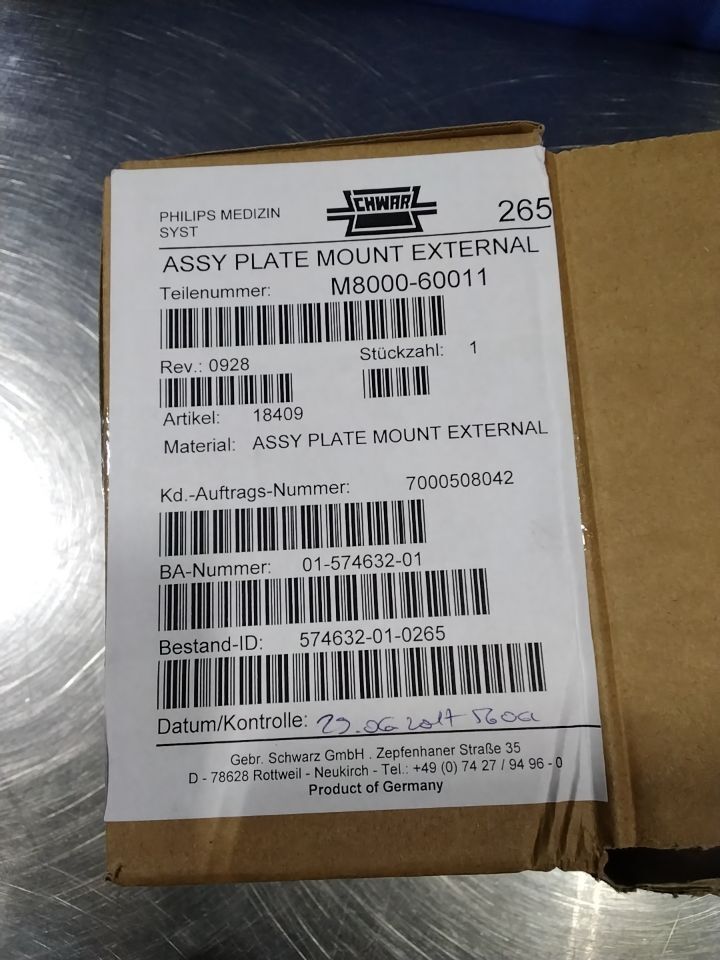 PHILIPS MEDIZIN
SYST
SCHWARZ
265
ASSY PLATE MOUNT EXTERNAL
Teilenummer: M8000-60011
Rev.: 0928 Stückzahl: 1
Artikel: 18409
Material: ASSY PLATE MOUNT EXTERNAL
Kd.-Auftrags-Nummer: 7000508042
BA-Nummer: 01-574632-01
Bestand-ID: 574632-01-0265
Datum/Kontrolle: 29.06.2017
Gebr. Schwarz GmbH . Zepfenhaner Straße 35
D - 78628 Rottweil - Neukirch - Tel.: +49 (0) 74 27 / 94 96 - 0
Product of Germany